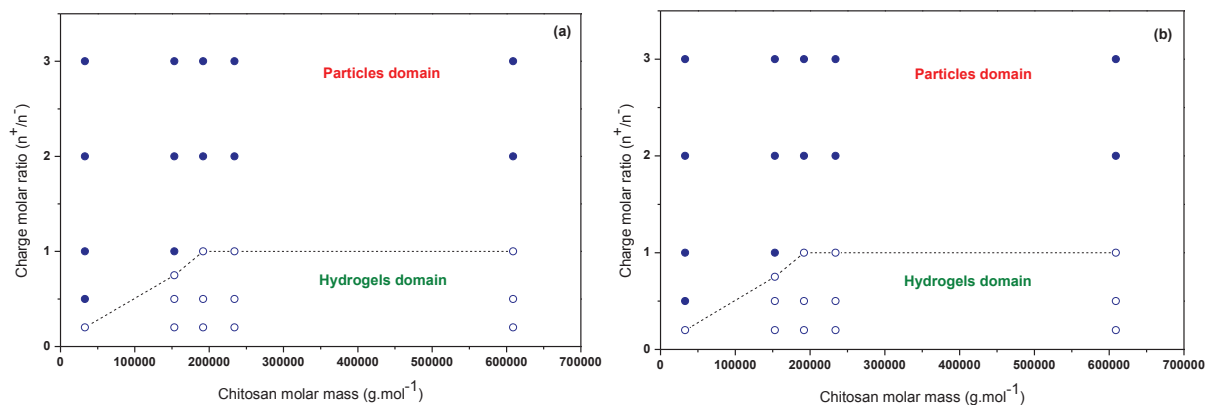 (a)
Particles domain
Hydrogels domain
Charge molar ratio (n⁺/n⁻)
3
2
1
0
0 100000 200000 300000 400000 500000 600000 700000
Chitosan molar mass (g.mol⁻¹)
(b)
Particles domain
Hydrogels domain
Charge molar ratio (n⁺/n⁻)
3
2
1
0
0 100000 200000 300000 400000 500000 600000 700000
Chitosan molar mass (g.mol⁻¹)